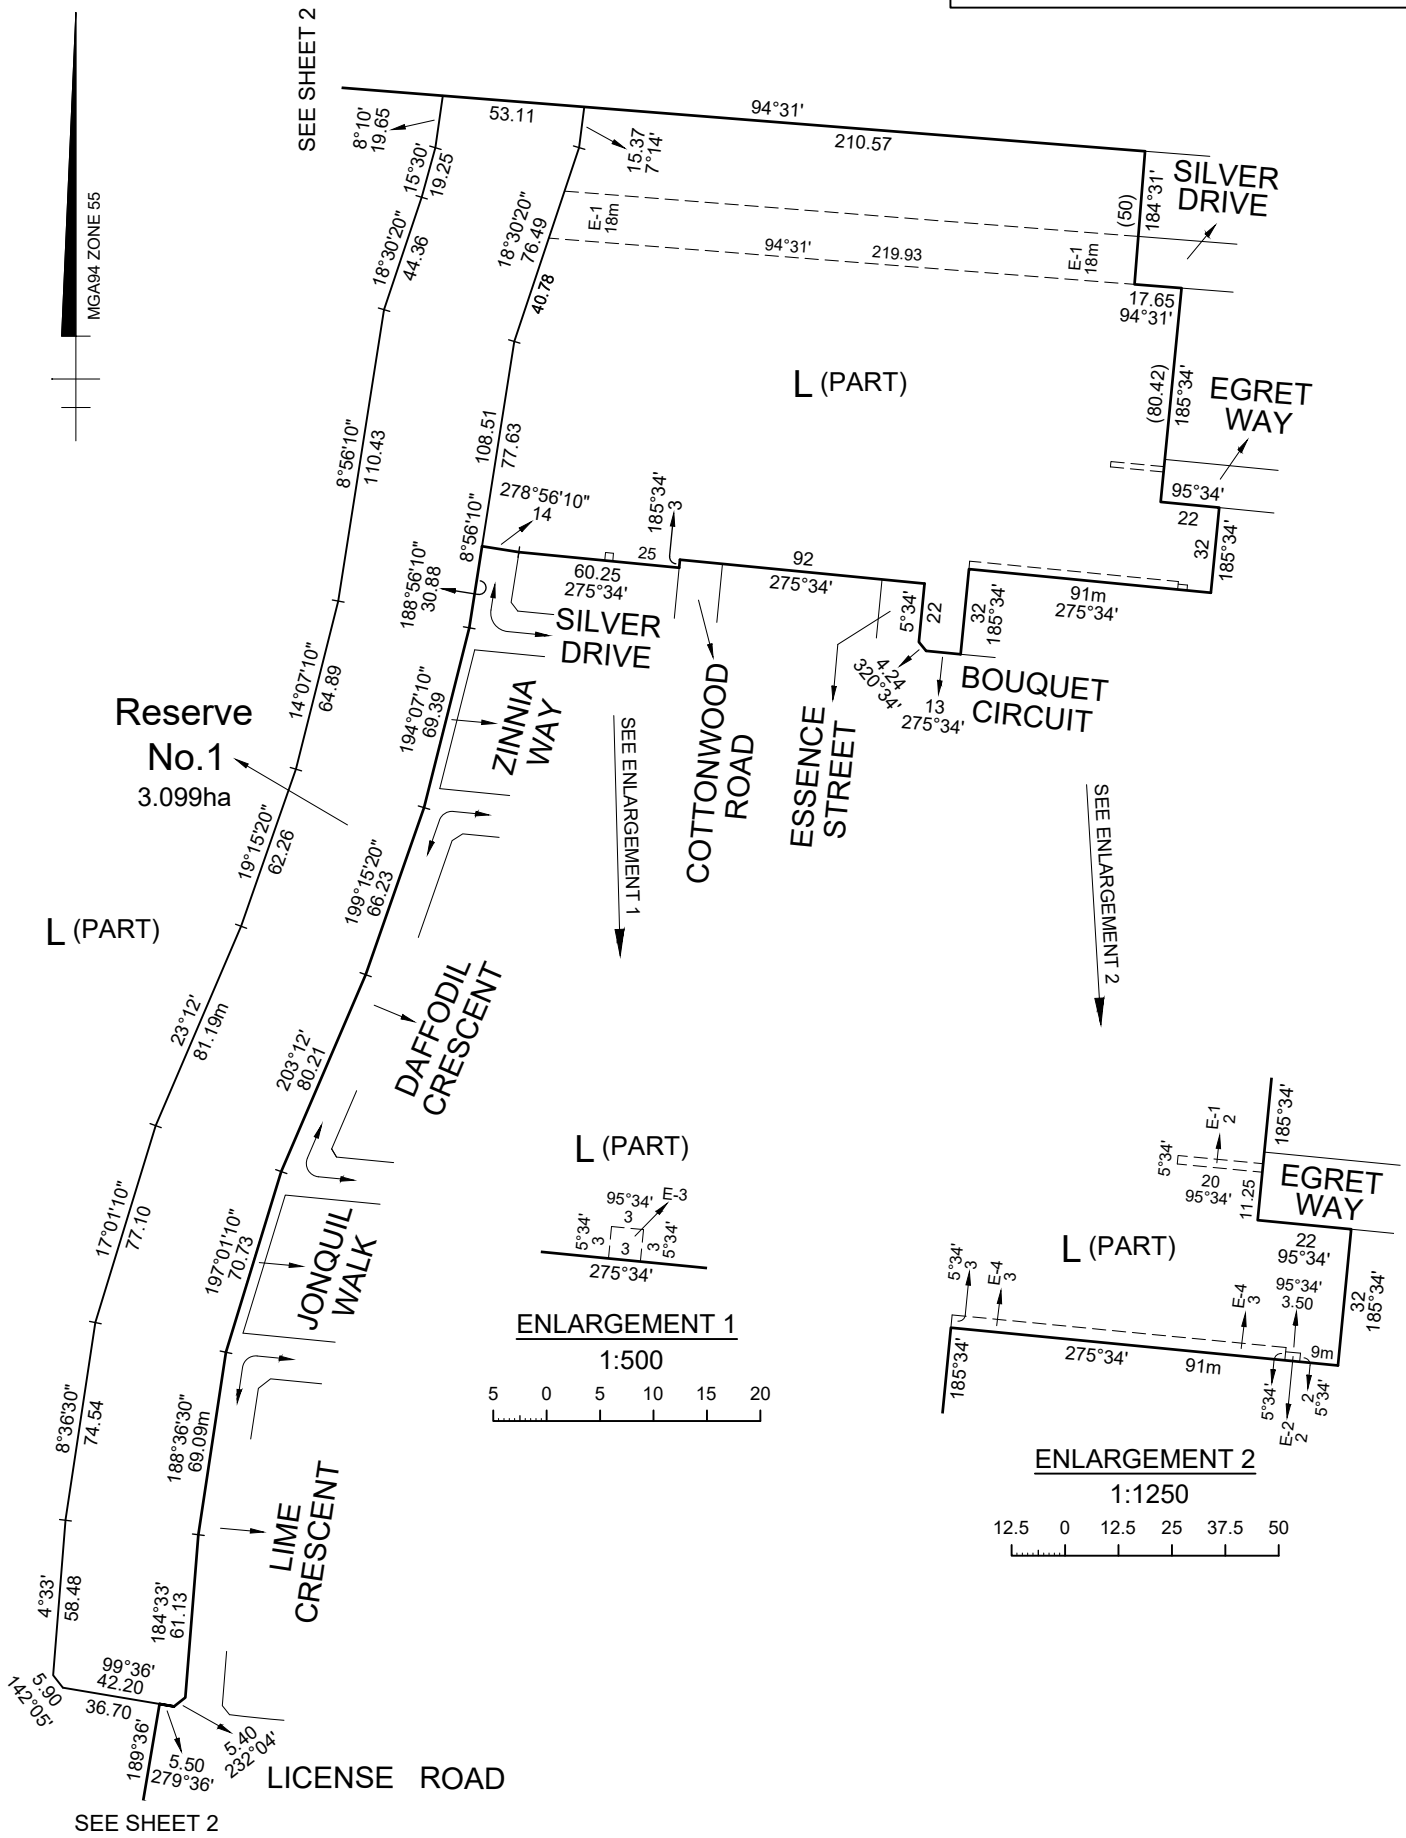 SEE SHEET 2
MGA94 ZONE 55
8°10'
19.65
53.11
94°31'
210.57
15.37
7°14'
15°30'
19.25
SILVER
DRIVE
(50)
184°31'
18°30'20"
44.36
18°30'20"
76.49
E-1
18m
94°31'
219.93
E-1
18m
40.78
17.65
94°31'
L (PART)
(80.42)
185°34'
EGRET
WAY
8°56'10"
110.43
108.51
77.63
8°56'10"
278°56'10"
14
185°34'
3
95°34'
22
32
185°34'
25
60.25
275°34'
92
275°34'
91m
275°34'
188°56'10"
30.88
5°34'
22
32
185°34'
SILVER
DRIVE
4.24
320°34'
13
275°34'
BOUQUET
CIRCUIT
14°07'10"
64.89
194°07'10"
69.39
ZINNIA
WAY
COTTONWOOD
ROAD
ESSENCE
STREET
Reserve
No.1
3.099ha
SEE ENLARGEMENT 1
SEE ENLARGEMENT 2
19°15'20"
62.26
199°15'20"
66.23
L (PART)
23°12'
81.19m
203°12'
80.21
DAFFODIL
CRESCENT
17°01'10"
77.10
197°01'10"
70.73
JONQUIL
WALK
L (PART)
95°34'
3
E-3
5°34'
3
3
3
5°34'
275°34'
ENLARGEMENT 1
1:500
5 0 5 10 15 20
185°34'
E-1
2
5°34'
20
95°34'
11.25
EGRET
WAY
L (PART)
22
95°34'
5°34'
3
E-4
3
E-4
3
95°34'
3.50
32
185°34'
185°34'
275°34'
91m
9m
5°34'
E-2
2
2
5°34'
ENLARGEMENT 2
1:1250
12.5 0 12.5 25 37.5 50
8°36'30"
74.54
188°36'30"
69.09m
LIME
CRESCENT
4°33'
58.48
184°33'
61.13
99°36'
42.20
36.70
5.90
142°05'
189°36'
5.50
279°36'
5.40
232°04'
LICENSE ROAD
SEE SHEET 2